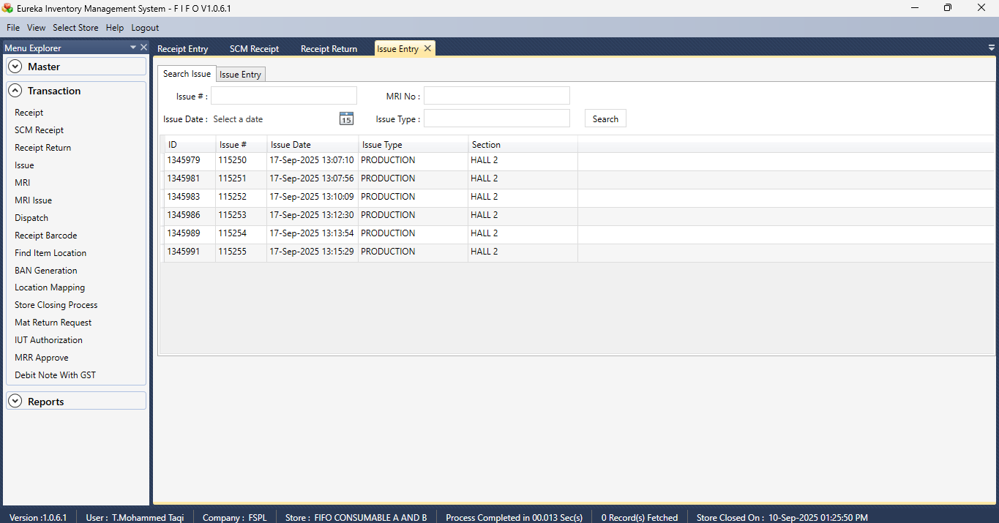 Eureka Inventory Management System - F I F O V1.0.6.1
File View Select Store Help Logout
Menu Explorer
Receipt Entry SCM Receipt Receipt Return Issue Entry
Master
Transaction
Receipt
SCM Receipt
Receipt Return
Issue
MRI
MRI Issue
Dispatch
Receipt Barcode
Find Item Location
BAN Generation
Location Mapping
Store Closing Process
Mat Return Request
IUT Authorization
MRR Approve
Debit Note With GST
Reports
Search Issue Issue Entry
Issue # : MRI No :
Issue Date : Select a date 15 Issue Type : Search
ID Issue # Issue Date Issue Type Section
1345979 115250 17-Sep-2025 13:07:10 PRODUCTION HALL 2
1345981 115251 17-Sep-2025 13:07:56 PRODUCTION HALL 2
1345983 115252 17-Sep-2025 13:10:09 PRODUCTION HALL 2
1345986 115253 17-Sep-2025 13:12:30 PRODUCTION HALL 2
1345989 115254 17-Sep-2025 13:13:54 PRODUCTION HALL 2
1345991 115255 17-Sep-2025 13:15:29 PRODUCTION HALL 2
Version :1.0.6.1 User : T.Mohammed Taqi Company : FSPL Store : FIFO CONSUMABLE A AND B Process Completed in 00.013 Sec(s) 0 Record(s) Fetched Store Closed On : 10-Sep-2025 01:25:50 PM